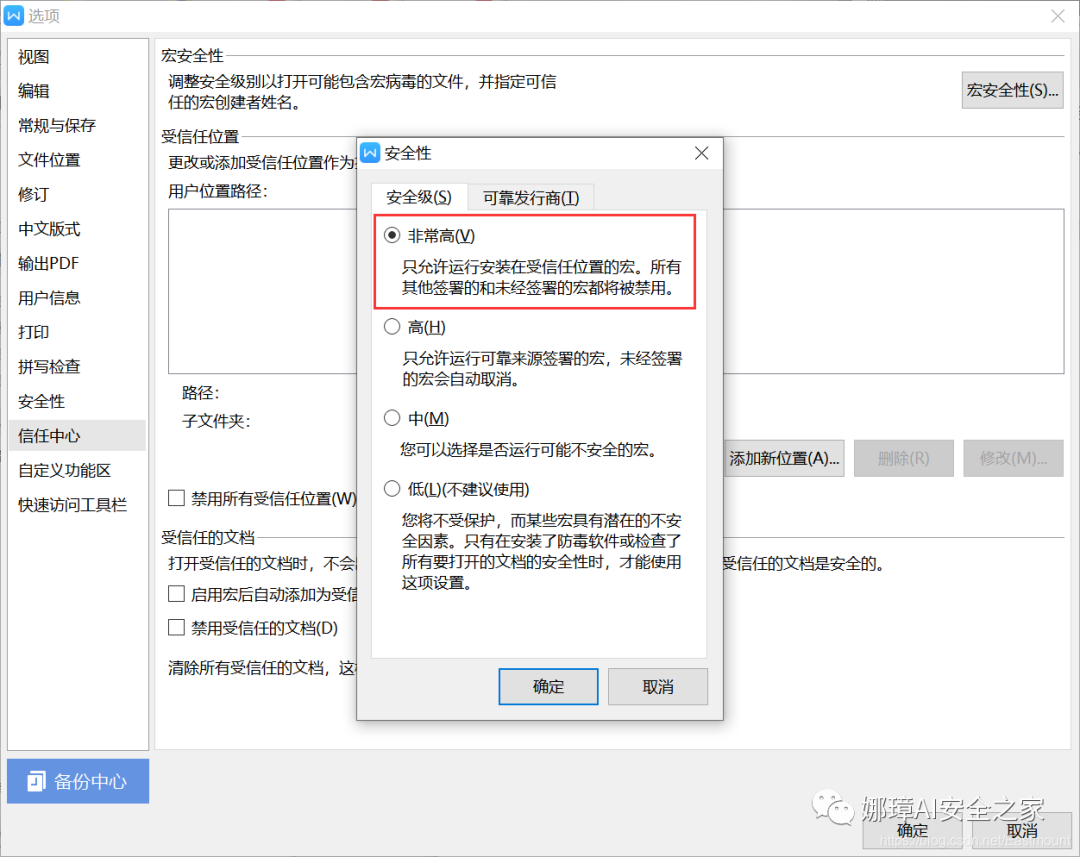 选项
视图
编辑
常规与保存
文件位置
修订
中文版式
输出PDF
用户信息
打印
拼写检查
安全性
信任中心
自定义功能区
快速访问工具栏
备份中心
宏安全性
调整安全级别以打开可能包含宏病毒的文件，并指定可信
任的宏创建者姓名。
宏安全性(S)...
受信任位置
更改或添加受信任位置作为
用户位置路径：
路径：
子文件夹：
添加新位置(A)...
删除(R)
修改(M)...
禁用所有受信任位置(W)
受信任的文档
打开受信任的文档时，不会
受信任的文档是安全的。
启用宏后自动添加为受信
禁用受信任的文档(D)
清除所有受信任的文档，这
安全性
安全级(S)
可靠发行商(T)
非常高(V)
只允许运行安装在受信任位置的宏。所有
其他签署的和未经签署的宏都将被禁用。
高(H)
只允许运行可靠来源签署的宏，未经签署
的宏会自动取消。
中(M)
您可以选择是否运行可能不安全的宏。
低(L)(不建议使用)
您将不受保护，而某些宏具有潜在的不安
全因素。只有在安装了防毒软件或检查了
所有要打开的文档的安全性时，才能使用
这项设置。
确定
取消
娜璋AI安全之家
确定
取消
https://blog.csdn.net/Eastmount